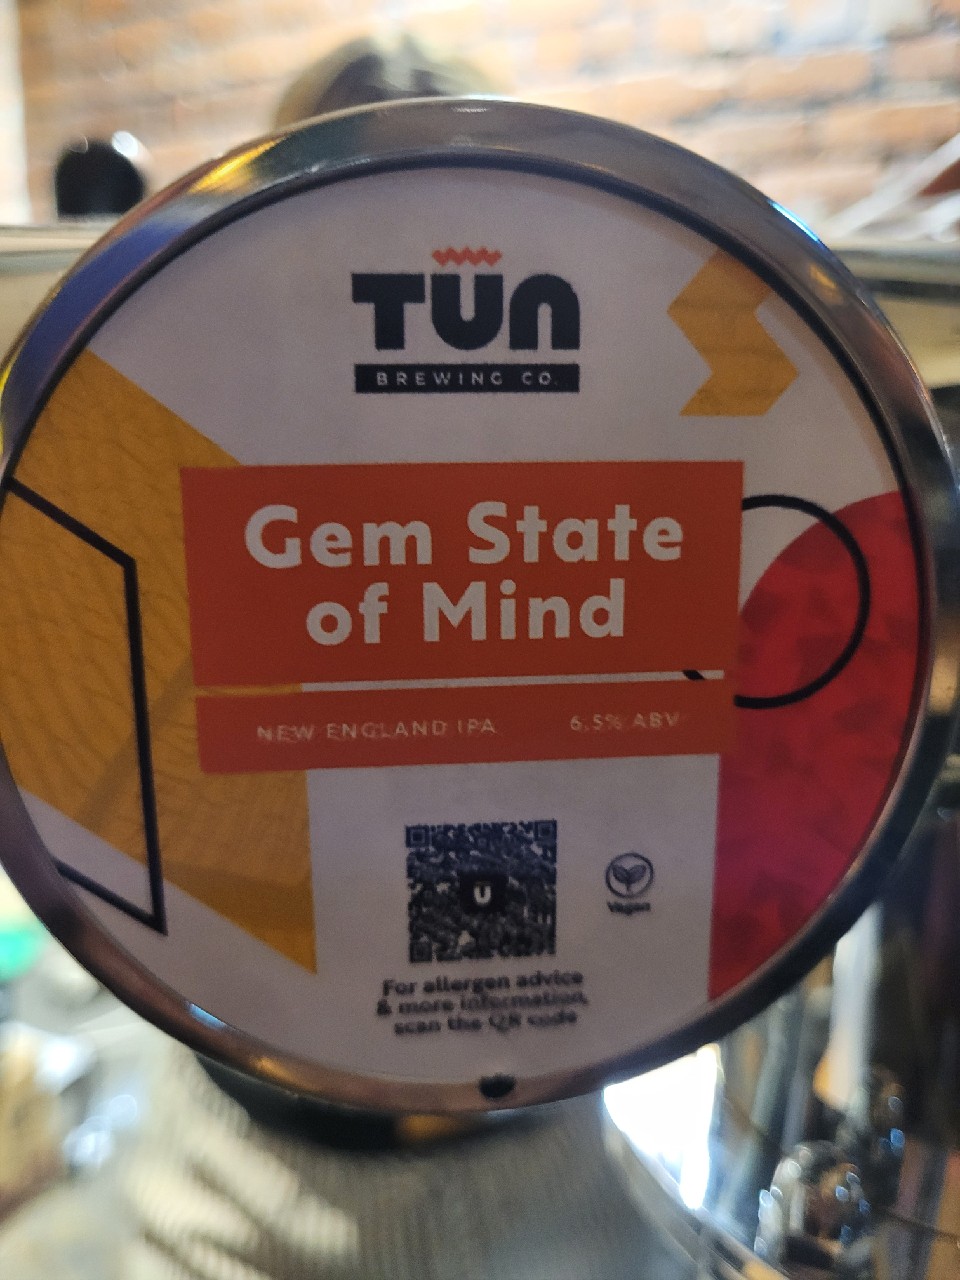 TUN
BREWING CO.
Gem State
of Mind
NEW ENGLAND IPA 6.5% ABV
U
Vegan
For allergen advice
& more information,
scan the QR code